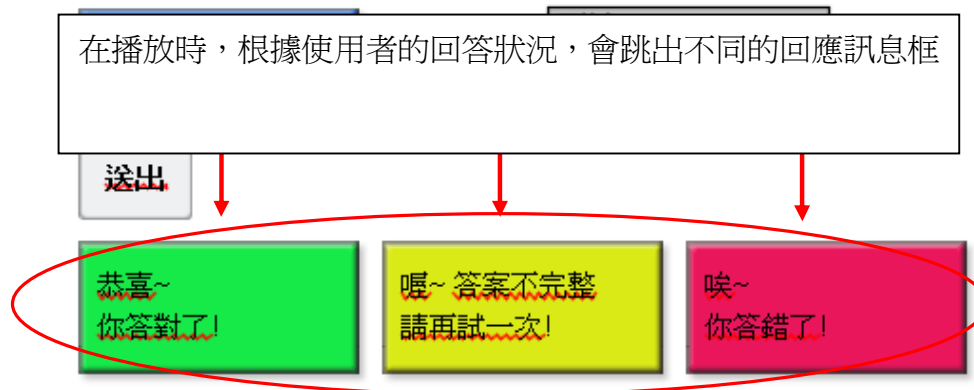 在播放時，根據使用者的回答狀況，會跳出不同的回應訊息框
送出
恭喜~
你答對了!
喔~ 答案不完整
請再試一次!
唉~
你答錯了!